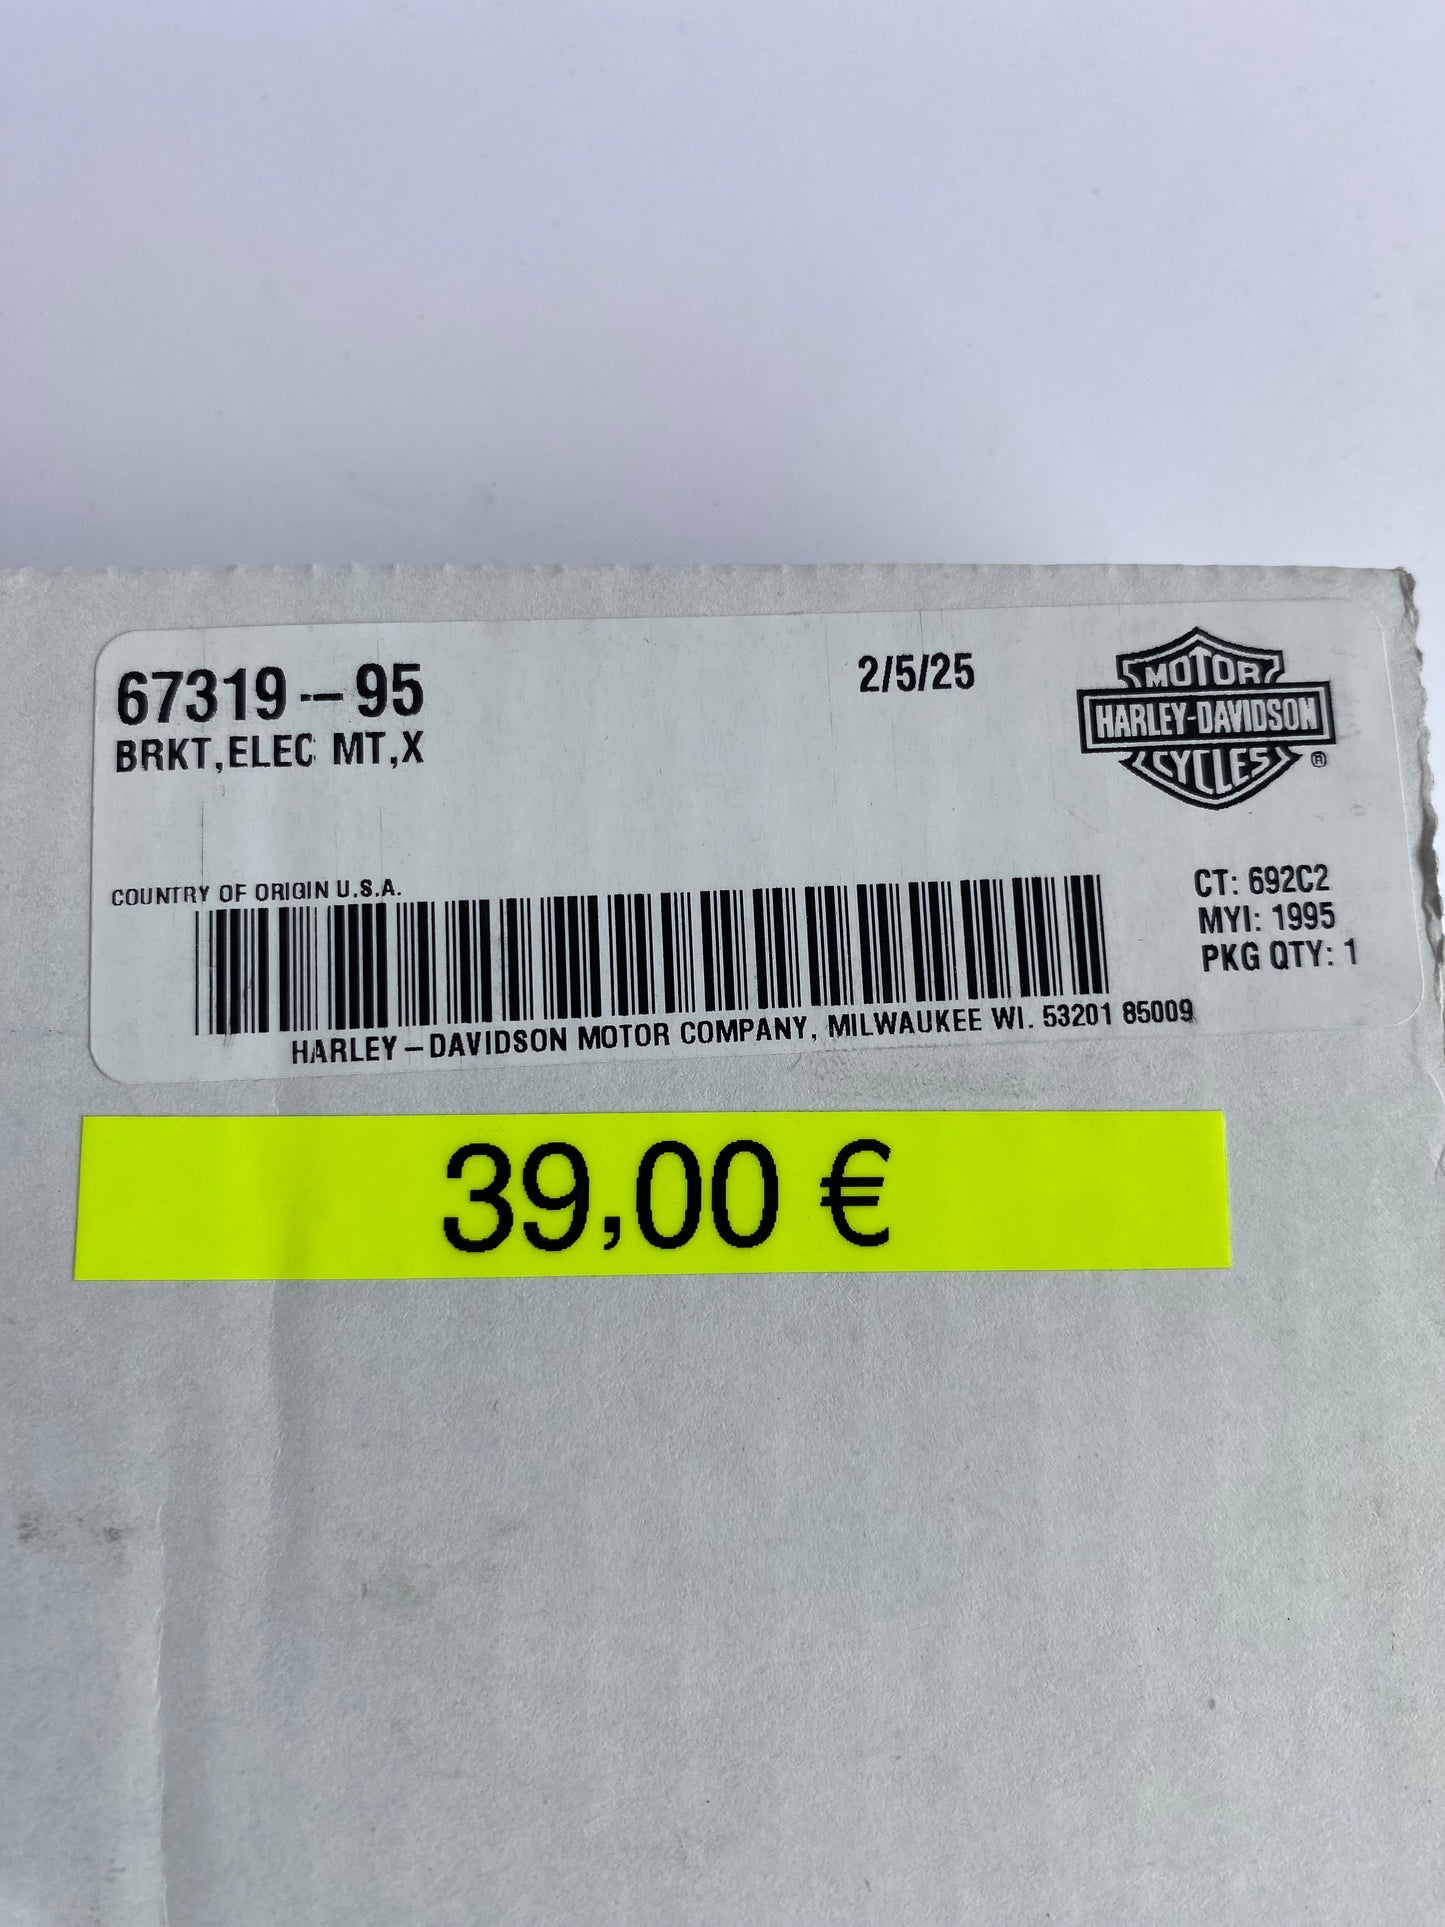 67319--95
2/5/25
BRKT,ELEC MT,X
MOTOR
HARLEY-DAVIDSON
CYCLES ®
COUNTRY OF ORIGIN U.S.A.
CT: 692C2
MYI: 1995
PKG QTY: 1
HARLEY-DAVIDSON MOTOR COMPANY, MILWAUKEE WI. 53201 85009
39,00 €